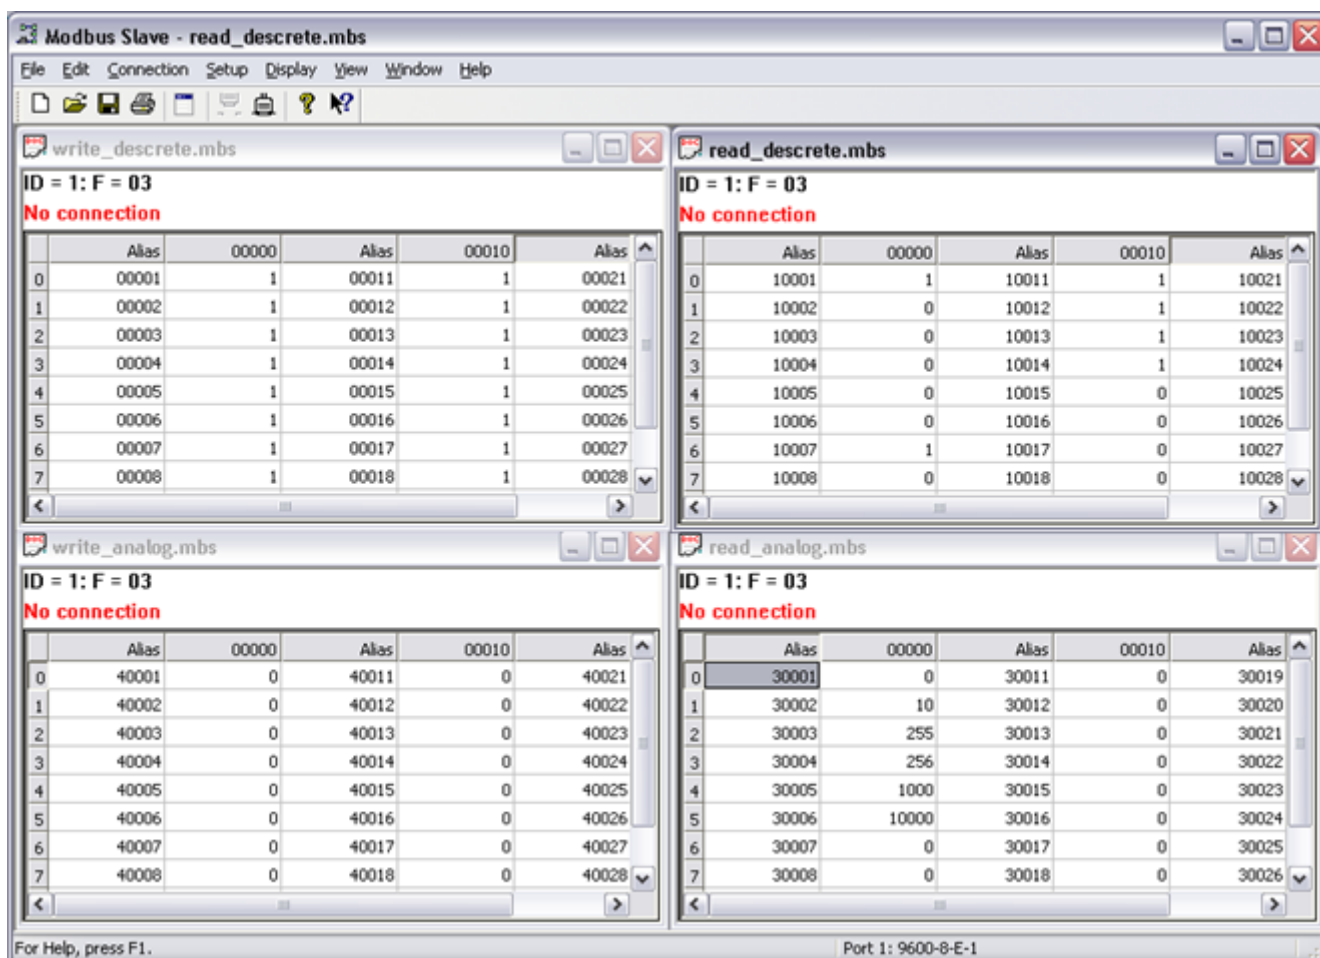 Modbus Slave - read_descrete.mbs
File Edit Connection Setup Display View Window Help
write_descrete.mbs
ID = 1: F = 03
No connection
Alias 00000 Alias 00010 Alias
0 00001 1 00011 1 00021
1 00002 1 00012 1 00022
2 00003 1 00013 1 00023
3 00004 1 00014 1 00024
4 00005 1 00015 1 00025
5 00006 1 00016 1 00026
6 00007 1 00017 1 00027
7 00008 1 00018 1 00028
read_descrete.mbs
ID = 1: F = 03
No connection
Alias 00000 Alias 00010 Alias
0 10001 1 10011 1 10021
1 10002 0 10012 1 10022
2 10003 0 10013 1 10023
3 10004 0 10014 1 10024
4 10005 0 10015 0 10025
5 10006 0 10016 0 10026
6 10007 1 10017 0 10027
7 10008 0 10018 0 10028
write_analog.mbs
ID = 1: F = 03
No connection
Alias 00000 Alias 00010 Alias
0 40001 0 40011 0 40021
1 40002 0 40012 0 40022
2 40003 0 40013 0 40023
3 40004 0 40014 0 40024
4 40005 0 40015 0 40025
5 40006 0 40016 0 40026
6 40007 0 40017 0 40027
7 40008 0 40018 0 40028
read_analog.mbs
ID = 1: F = 03
No connection
Alias 00000 Alias 00010 Alias
0 30001 0 30011 0 30019
1 30002 10 30012 0 30020
2 30003 255 30013 0 30021
3 30004 256 30014 0 30022
4 30005 1000 30015 0 30023
5 30006 10000 30016 0 30024
6 30007 0 30017 0 30025
7 30008 0 30018 0 30026
For Help, press F1. Port 1: 9600-8-E-1